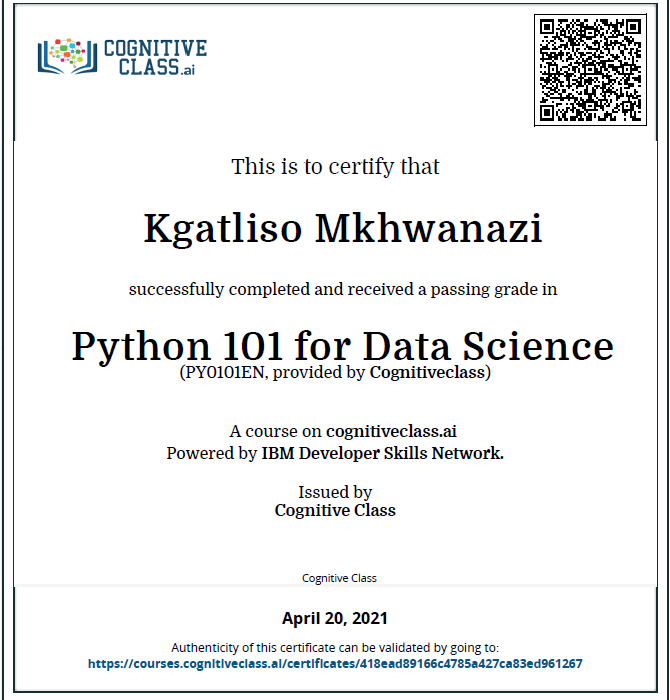 COGNITIVE
CLASS.ai
This is to certify that
Kgatliso Mkhwanazi
successfully completed and received a passing grade in
Python 101 for Data Science
(PY0101EN, provided by Cognitiveclass)
A course on cognitiveclass.ai
Powered by IBM Developer Skills Network.
Issued by
Cognitive Class
Cognitive Class
April 20, 2021
Authenticity of this certificate can be validated by going to:
https://courses.cognitiveclass.ai/certificates/418ead89166c4785a427ca83ed961267